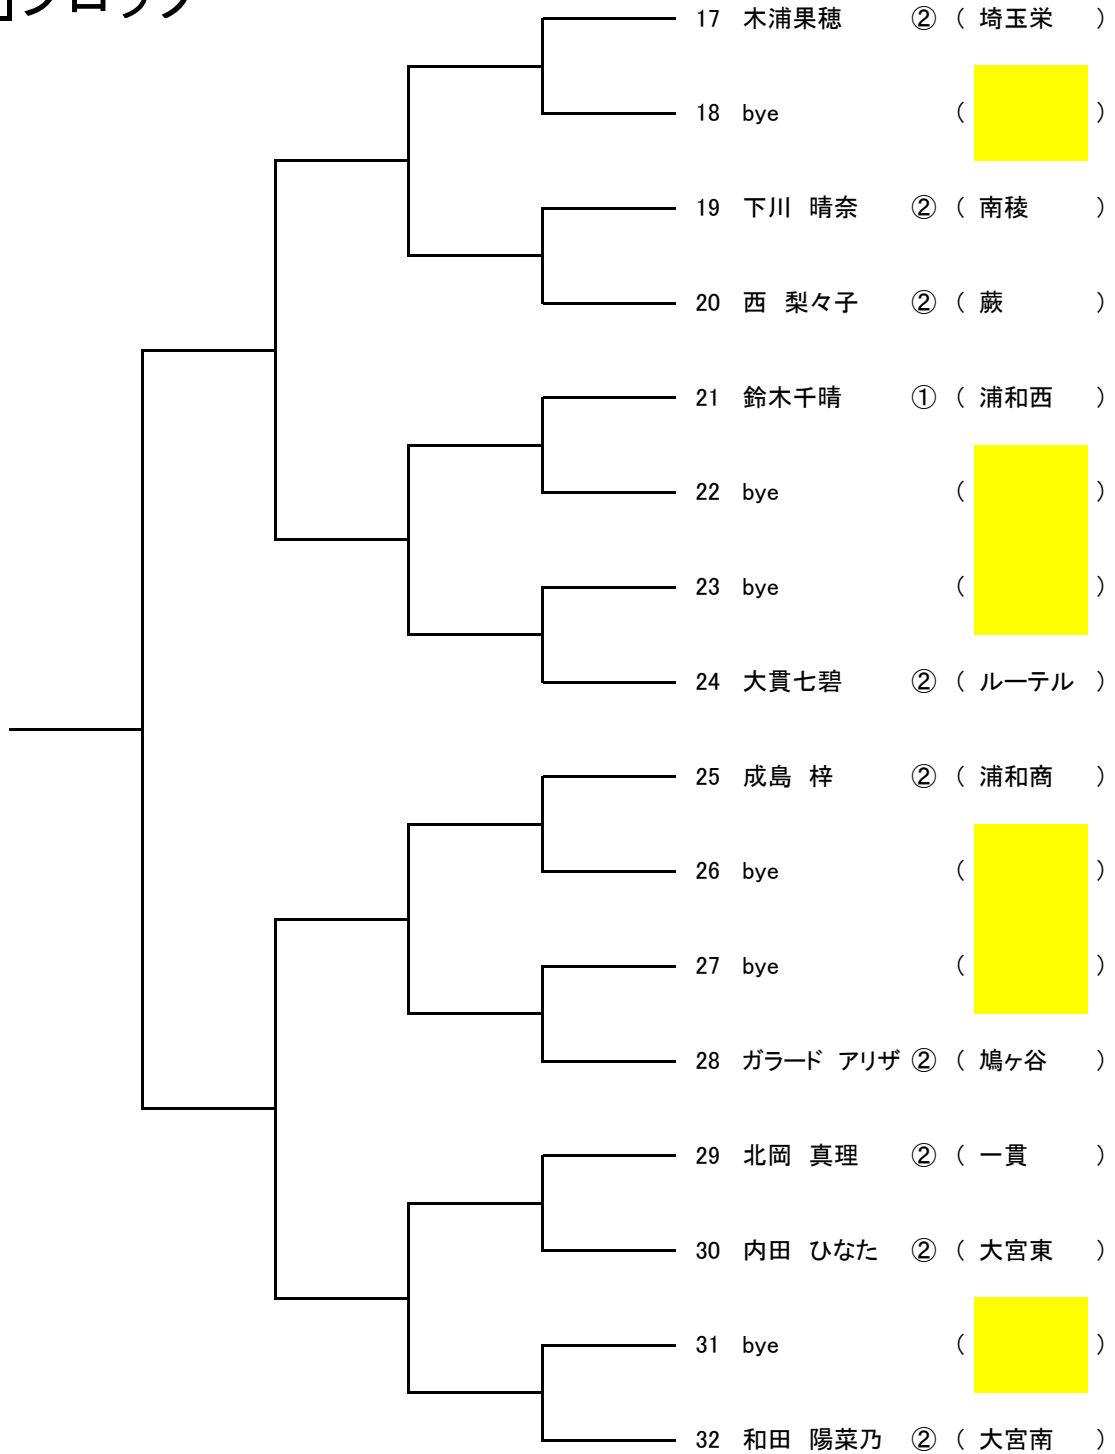 ブロック
17 木浦果穂 ② ( 埼玉栄 )
18 bye ( )
19 下川 晴奈 ② ( 南稜 )
20 西 梨々子 ② ( 蕨 )
21 鈴木千晴 ① ( 浦和西 )
22 bye ( )
23 bye ( )
24 大貫七碧 ② ( ルーテル )
25 成島 梓 ② ( 浦和商 )
26 bye ( )
27 bye ( )
28 ガラード アリザ ② ( 鳩ヶ谷 )
29 北岡 真理 ② ( 一貫 )
30 内田 ひなた ② ( 大宮東 )
31 bye ( )
32 和田 陽菜乃 ② ( 大宮南 )